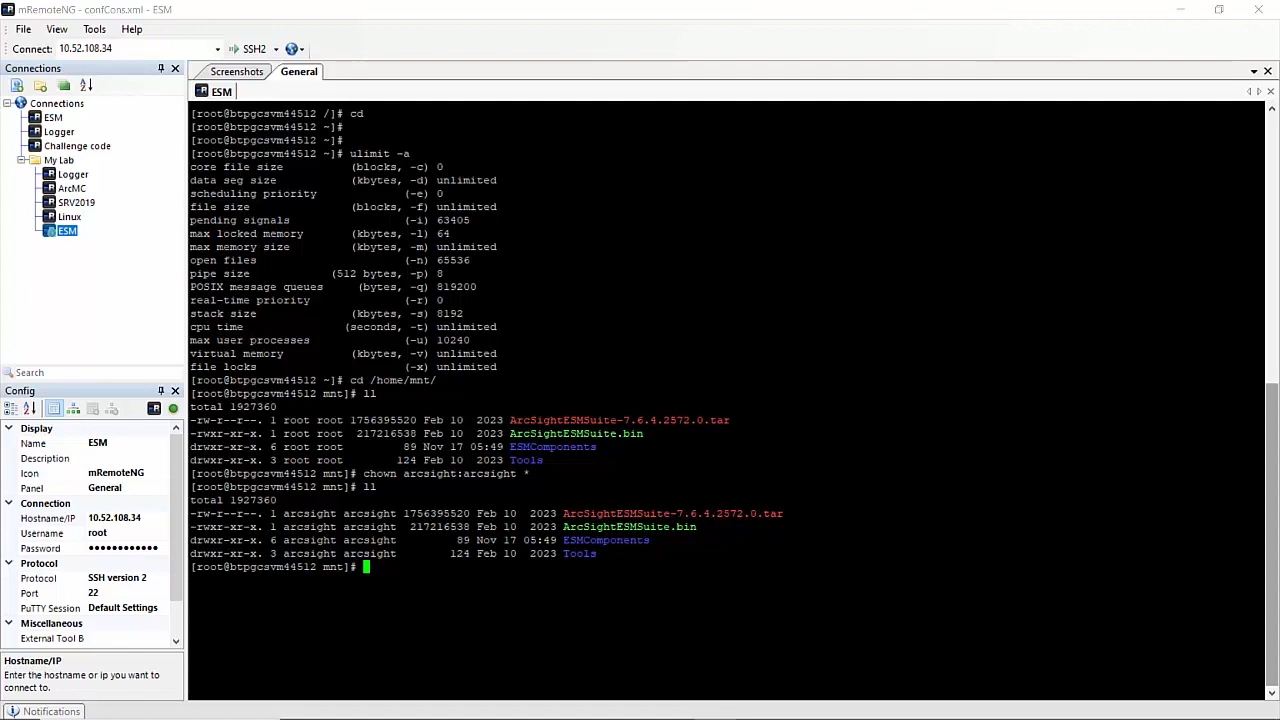 mRemoteNG - confCons.xml - ESM
File View Tools Help
Connect: 10.52.108.34 SSH2
Connections
Connections
ESM
Logger
Challenge code
My Lab
Logger
ArcMC
SRV2019
Linux
ESM
Search
Config
Display
Name ESM
Description
Icon mRemoteNG
Panel General
Connection
Hostname/IP 10.52.108.34
Username root
Password ••••••••••••
Protocol
Protocol SSH version 2
Port 22
PuTTY Session Default Settings
Miscellaneous
External Tool B
Hostname/IP
Enter the hostname or ip you want to
connect to.
Notifications
Screenshots General
ESM
[root@btpgcsvm44512 /]# cd
[root@btpgcsvm44512 ~]#
[root@btpgcsvm44512 ~]#
[root@btpgcsvm44512 ~]# ulimit -a
core file size (blocks, -c) 0
data seg size (kbytes, -d) unlimited
scheduling priority (-e) 0
file size (blocks, -f) unlimited
pending signals (-i) 63405
max locked memory (kbytes, -l) 64
max memory size (kbytes, -m) unlimited
open files (-n) 65536
pipe size (512 bytes, -p) 8
POSIX message queues (bytes, -q) 819200
real-time priority (-r) 0
stack size (kbytes, -s) 8192
cpu time (seconds, -t) unlimited
max user processes (-u) 10240
virtual memory (kbytes, -v) unlimited
file locks (-x) unlimited
[root@btpgcsvm44512 ~]# cd /home/mnt/
[root@btpgcsvm44512 mnt]# ll
total 1927360
-rw-r--r--. 1 root root 1756395520 Feb 10 2023 ArcSightESMSuite-7.6.4.2572.0.tar
-rwxr-xr-x. 1 root root 217216538 Feb 10 2023 ArcSightESMSuite.bin
drwxr-xr-x. 6 root root 89 Nov 17 05:49 ESMComponents
drwxr-xr-x. 3 root root 124 Feb 10 2023 Tools
[root@btpgcsvm44512 mnt]# chown arcsight:arcsight *
[root@btpgcsvm44512 mnt]# ll
total 1927360
-rw-r--r--. 1 arcsight arcsight 1756395520 Feb 10 2023 ArcSightESMSuite-7.6.4.2572.0.tar
-rwxr-xr-x. 1 arcsight arcsight 217216538 Feb 10 2023 ArcSightESMSuite.bin
drwxr-xr-x. 6 arcsight arcsight 89 Nov 17 05:49 ESMComponents
drwxr-xr-x. 3 arcsight arcsight 124 Feb 10 2023 Tools
[root@btpgcsvm44512 mnt]#